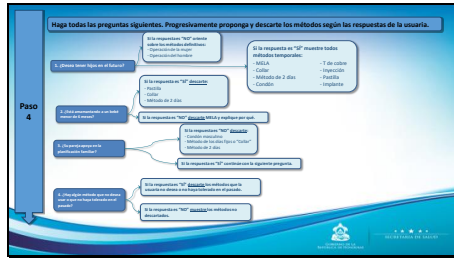 Haga todas las preguntas siguientes. Progresivamente proponga y descarte los métodos según las respuestas de la usuaria.
Paso
4
1. ¿Desea tener hijos en el futuro?
Si la respuesta es "NO" oriente
sobre los métodos definitivos:
- Operación de la mujer
- Operación del hombre
Si la respuesta es "SÍ" muestre todos
métodos temporales:
- MELA
- Collar
- Método de 2 días
- Condón
- T de cobre
- Inyección
- Pastilla
- Implante
2. ¿Está amamantando a un bebé
menor de 6 meses?
Si la respuesta es "SÍ" descarte:
- Pastilla
- Collar
- Método de 2 días
Si la respuesta es "NO" descarte MELA y explique por qué.
3. ¿Su pareja apoya en la
planificación familiar?
Si la respuesta es "NO" descarte:
- Condón masculino
- Método de los días fijos o "Collar"
- Método de 2 días
Si la respuesta es "SÍ" continúe con la siguiente pregunta.
4. ¿Hay algún método que no desea
usar o que no haya tolerado en el
pasado?
Si la respuesta es "SÍ" descarte los métodos que la
usuaria no desea o no haya tolerado en el pasado.
Si la respuesta es "NO" muestre los métodos no
descartados.
GOBIERNO DE LA
REPÚBLICA DE HONDURAS
SECRETARÍA DE SALUD